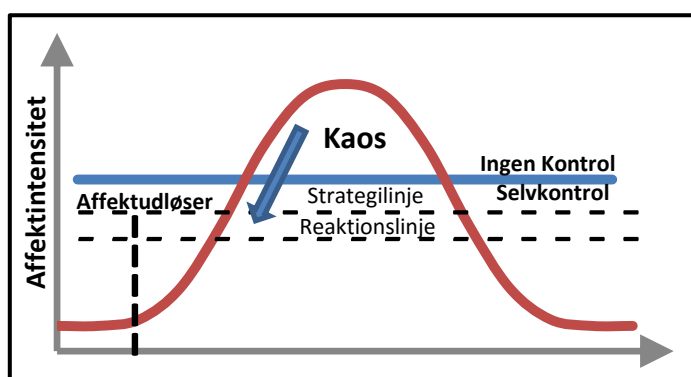 Affektintensitet
Kaos
Ingen Kontrol
Selvkontrol
Affektudløser
Strategilinje
Reaktionslinje